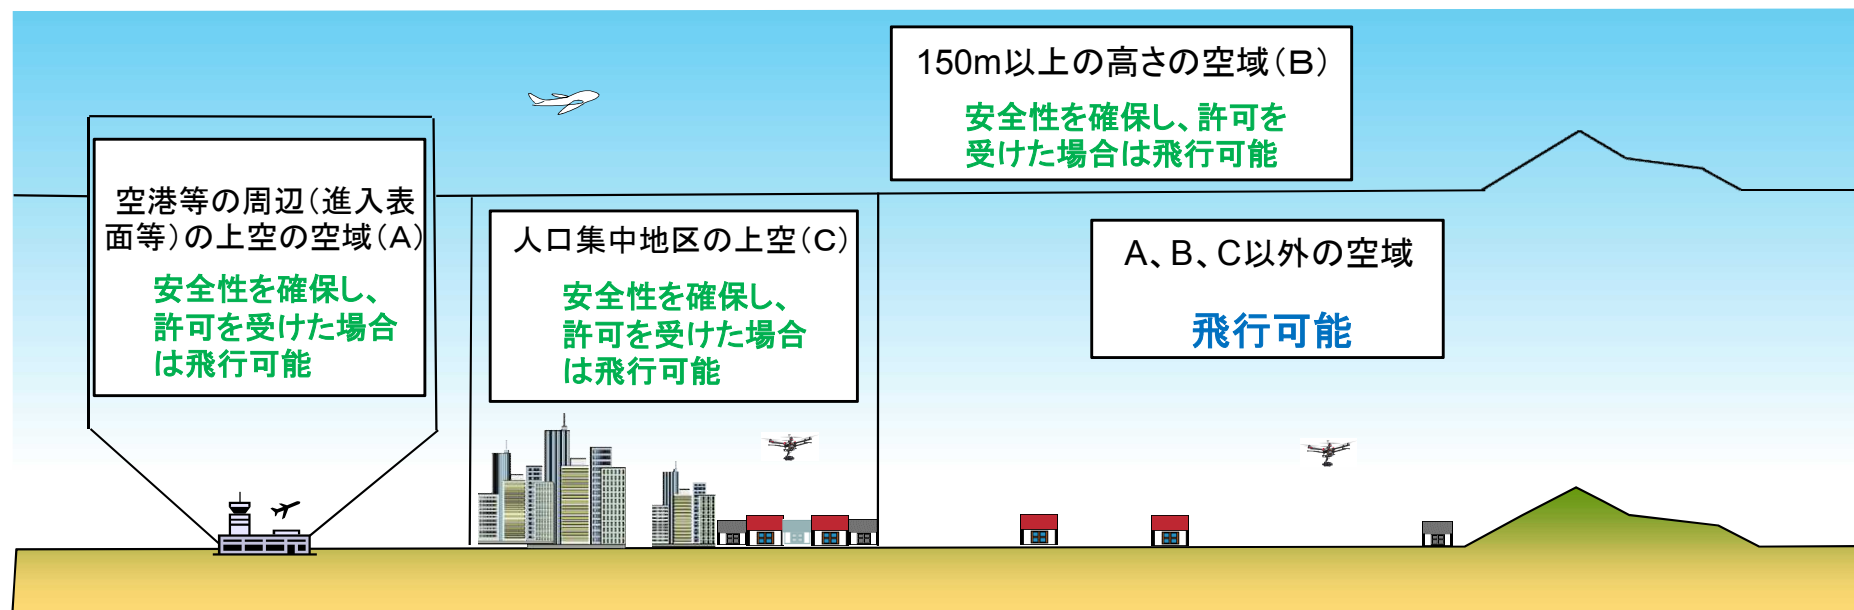 150m以上の高さの空域（B）
安全性を確保し、許可を
受けた場合は飛行可能
空港等の周辺（進入表
面等）の上空の空域（A）
安全性を確保し、
許可を受けた場合
は飛行可能
人口集中地区の上空（C）
安全性を確保し、
許可を受けた場合
は飛行可能
A、B、C以外の空域
飛行可能